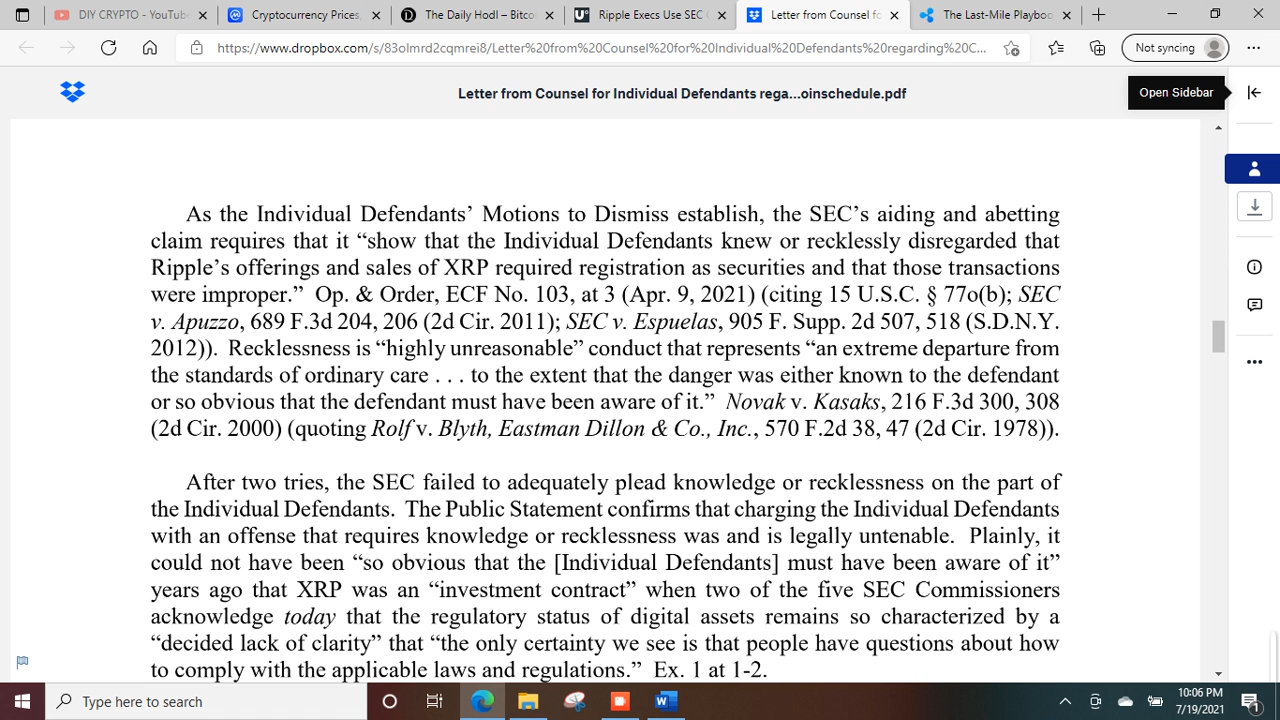 DIY CRYPTO - YouTube
Cryptocurrency Prices,
The Daily Hodl – Bitco
Ripple Execs Use SEC C
Letter from Counsel fo
The Last-Mile Playboo
https://www.dropbox.com/s/83olmrd2cqmrei8/Letter%20from%20Counsel%20for%20Individual%20Defendants%20regarding%20C...
Not syncing
Letter from Counsel for Individual Defendants rega...oinschedule.pdf
Open Sidebar
As the Individual Defendants’ Motions to Dismiss establish, the SEC’s aiding and abetting
claim requires that it “show that the Individual Defendants knew or recklessly disregarded that
Ripple’s offerings and sales of XRP required registration as securities and that those transactions
were improper.” Op. & Order, ECF No. 103, at 3 (Apr. 9, 2021) (citing 15 U.S.C. § 77o(b); SEC
v. Apuzzo, 689 F.3d 204, 206 (2d Cir. 2011); SEC v. Espuelas, 905 F. Supp. 2d 507, 518 (S.D.N.Y.
2012)). Recklessness is “highly unreasonable” conduct that represents “an extreme departure from
the standards of ordinary care . . . to the extent that the danger was either known to the defendant
or so obvious that the defendant must have been aware of it.” Novak v. Kasaks, 216 F.3d 300, 308
(2d Cir. 2000) (quoting Rolf v. Blyth, Eastman Dillon & Co., Inc., 570 F.2d 38, 47 (2d Cir. 1978)).
After two tries, the SEC failed to adequately plead knowledge or recklessness on the part of
the Individual Defendants. The Public Statement confirms that charging the Individual Defendants
with an offense that requires knowledge or recklessness was and is legally untenable. Plainly, it
could not have been “so obvious that the [Individual Defendants] must have been aware of it”
years ago that XRP was an “investment contract” when two of the five SEC Commissioners
acknowledge today that the regulatory status of digital assets remains so characterized by a
“decided lack of clarity” that “the only certainty we see is that people have questions about how
to comply with the applicable laws and regulations.” Ex. 1 at 1-2.
Type here to search
10:06 PM
7/19/2021
1